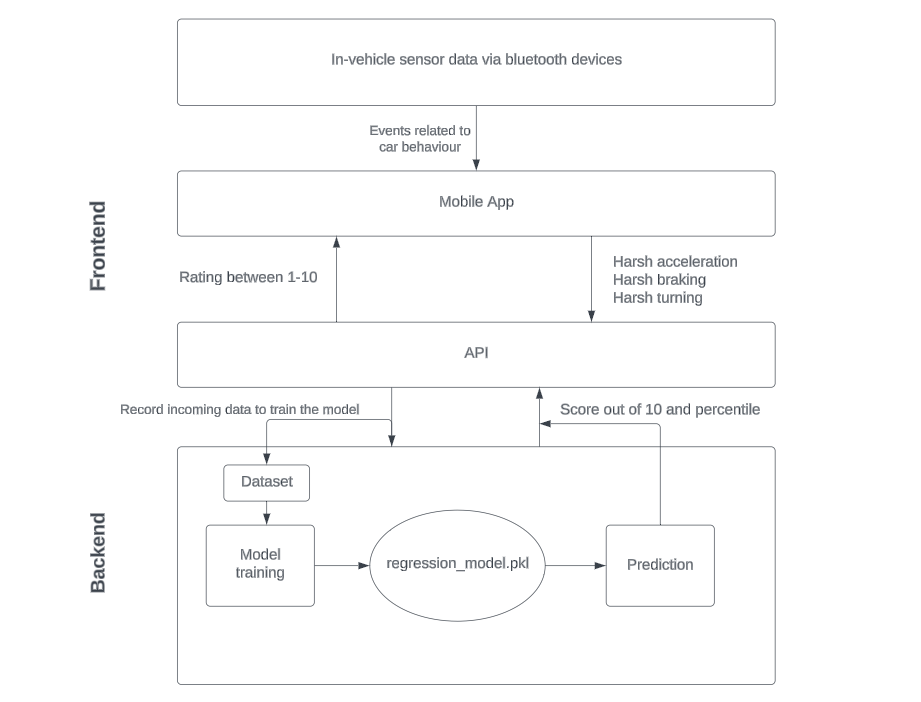 In-vehicle sensor data via bluetooth devices
Events related to
car behaviour
Mobile App
Frontend
Rating between 1-10
Harsh acceleration
Harsh braking
Harsh turning
API
Record incoming data to train the model
Score out of 10 and percentile
Backend
Dataset
Model
training
regression_model.pkl
Prediction